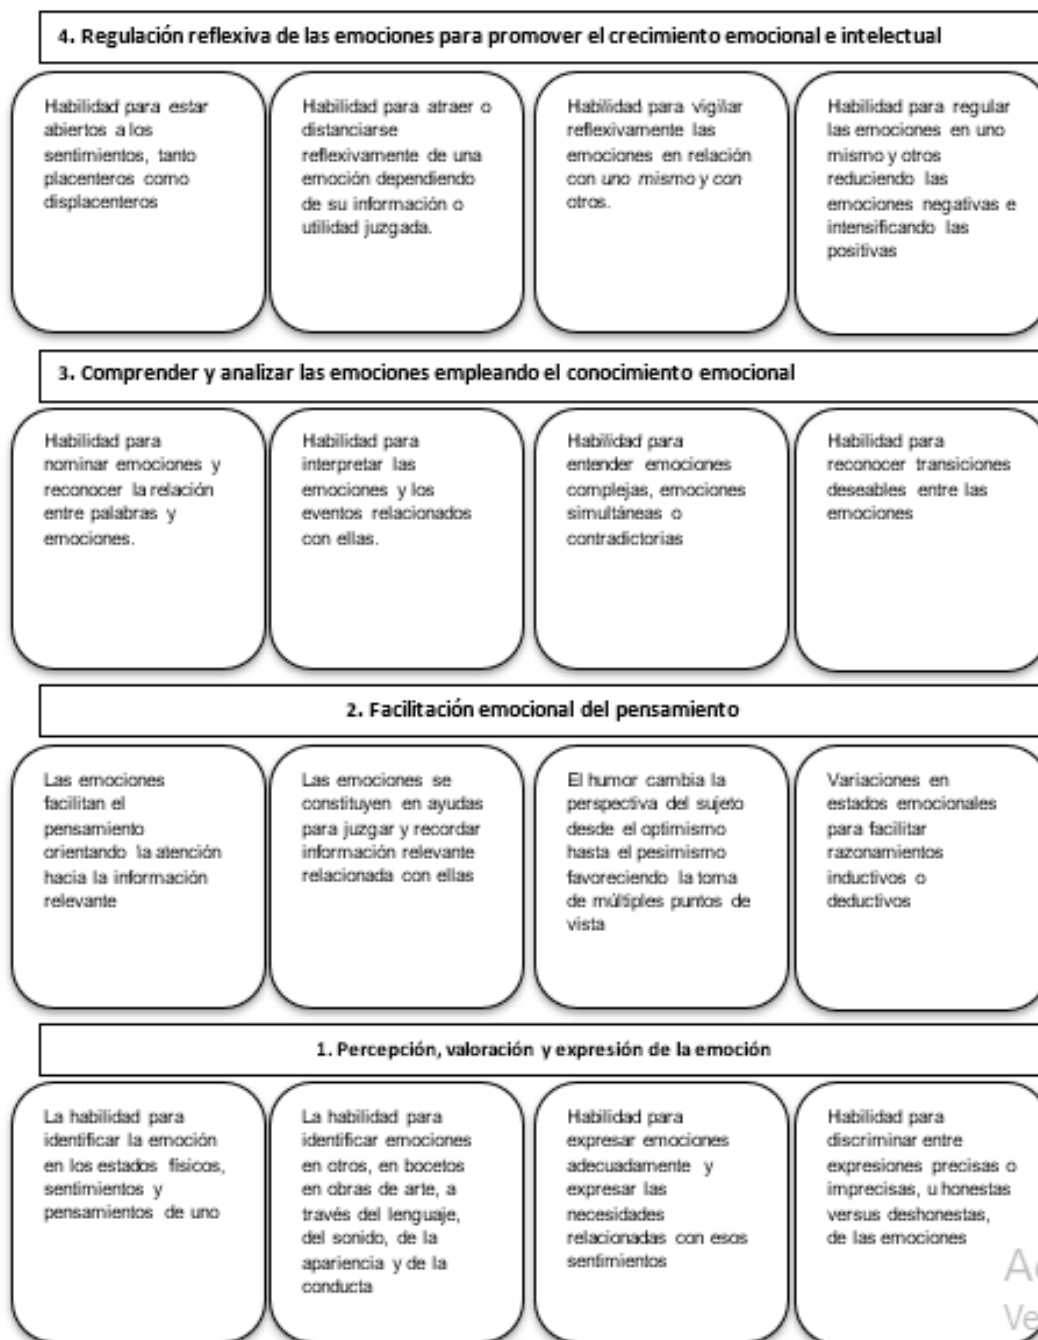 4. Regulación reflexiva de las emociones para promover el crecimiento emocional e intelectual
Habilidad para estar
abiertos a los
sentimientos, tanto
placenteros como
displacenteros
Habilidad para atraer o
distanciarse
reflexivamente de una
emoción dependiendo
de su información o
utilidad juzgada.
Habilidad para vigilar
reflexivamente las
emociones en relación
con uno mismo y con
otros.
Habilidad para regular
las emociones en uno
mismo y otros
reduciendo las
emociones negativas e
intensificando las
positivas
3. Comprender y analizar las emociones empleando el conocimiento emocional
Habilidad para
nominar emociones y
reconocer la relación
entre palabras y
emociones.
Habilidad para
interpretar las
emociones y los
eventos relacionados
con ellas.
Habilidad para
entender emociones
complejas, emociones
simultáneas o
contradictorias
Habilidad para
reconocer transiciones
deseables entre las
emociones
2. Facilitación emocional del pensamiento
Las emociones
facilitan el
pensamiento
orientando la atención
hacia la información
relevante
Las emociones se
constituyen en ayudas
para juzgar y recordar
información relevante
relacionada con ellas
El humor cambia la
perspectiva del sujeto
desde el optimismo
hasta el pesimismo
favoreciendo la toma
de múltiples puntos de
vista
Variaciones en
estados emocionales
para facilitar
razonamientos
inductivos o
deductivos
1. Percepción, valoración y expresión de la emoción
La habilidad para
identificar la emoción
en los estados físicos,
sentimientos y
pensamientos de uno
La habilidad para
identificar emociones
en otros, en bocetos
en obras de arte, a
través del lenguaje,
del sonido, de la
apariencia y de la
conducta
Habilidad para
expresar emociones
adecuadamente y
expresar las
necesidades
relacionadas con esos
sentimientos
Habilidad para
discriminar entre
expresiones precisas o
imprecisas, u honestas
versus deshonestas,
de las emociones